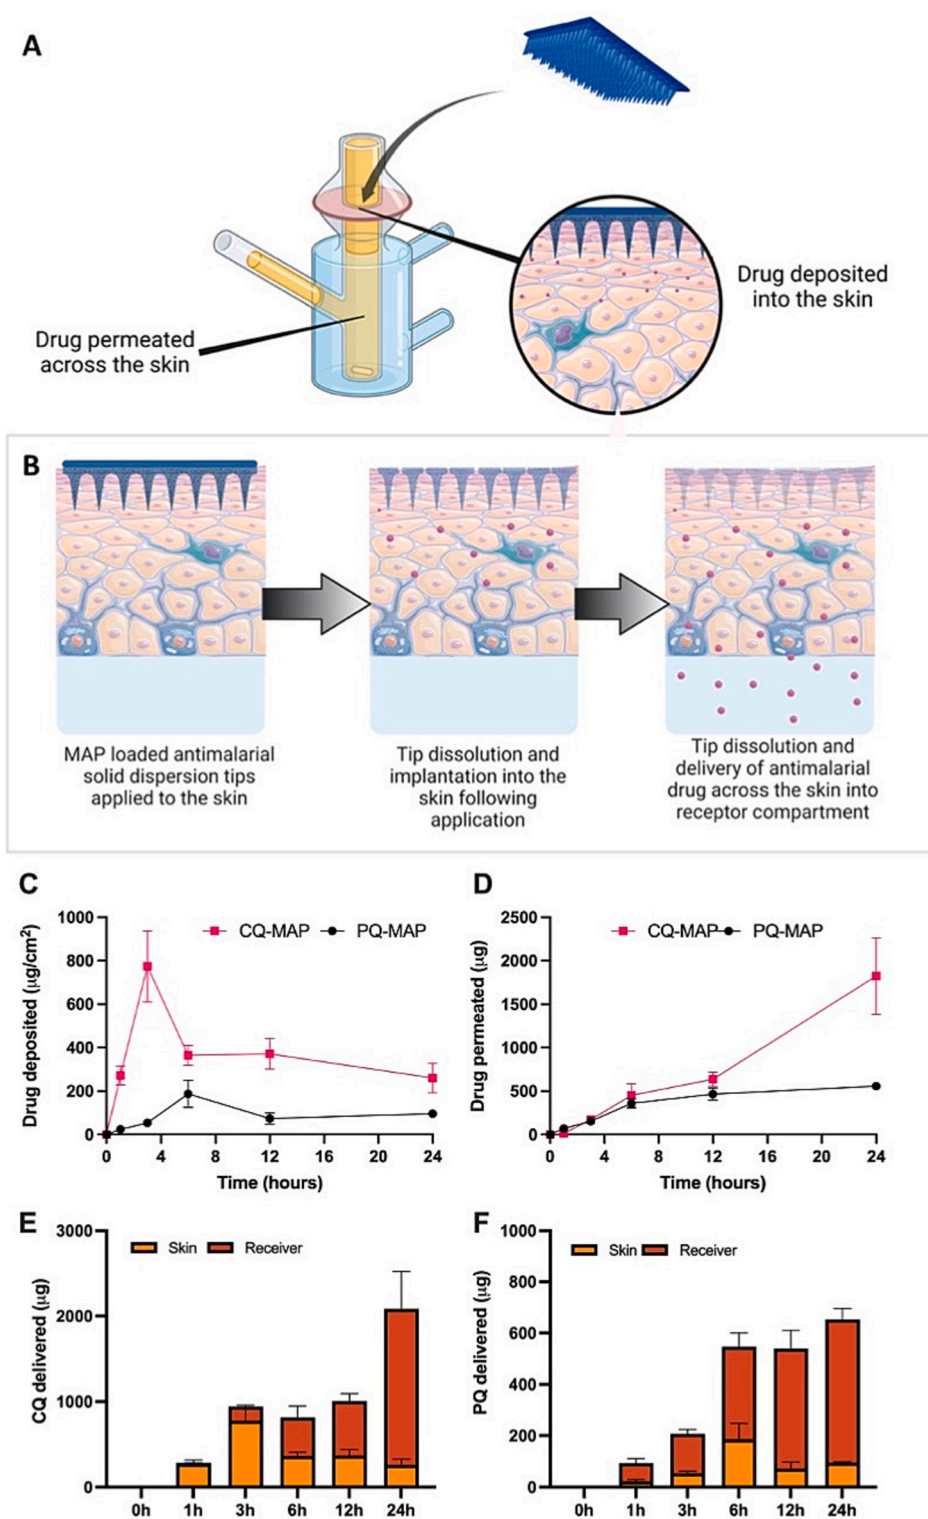 A
Drug deposited
into the skin
Drug permeated
across the skin
B
MAP loaded antimalarial
solid dispersion tips
applied to the skin
Tip dissolution and
implantation into the
skin following
application
Tip dissolution and
delivery of antimalarial
drug across the skin into
receptor compartment
C
CQ-MAP PQ-MAP
Drug deposited (μg/cm²)
1000
800
600
400
200
0
0 4 8 12 16 20 24
Time (hours)
D
CQ-MAP PQ-MAP
Drug permeated (μg)
2500
2000
1500
1000
500
0
0 4 8 12 16 20 24
Time (hours)
E
Skin Receiver
CQ delivered (μg)
3000
2000
1000
0
0h 1h 3h 6h 12h 24h
F
Skin Receiver
PQ delivered (μg)
1000
800
600
400
200
0
0h 1h 3h 6h 12h 24h